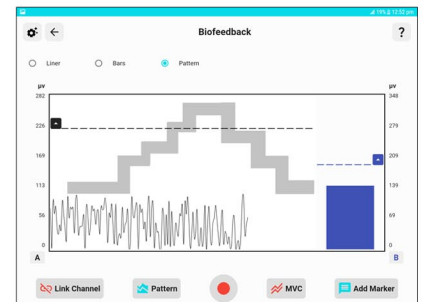 19% 12:52 pm
Biofeedback
?
Liner Bars Pattern
μv μv
282 348
226 279
169 209
113 139
56 69
0 0
A B
Link Channel Pattern MVC Add Marker